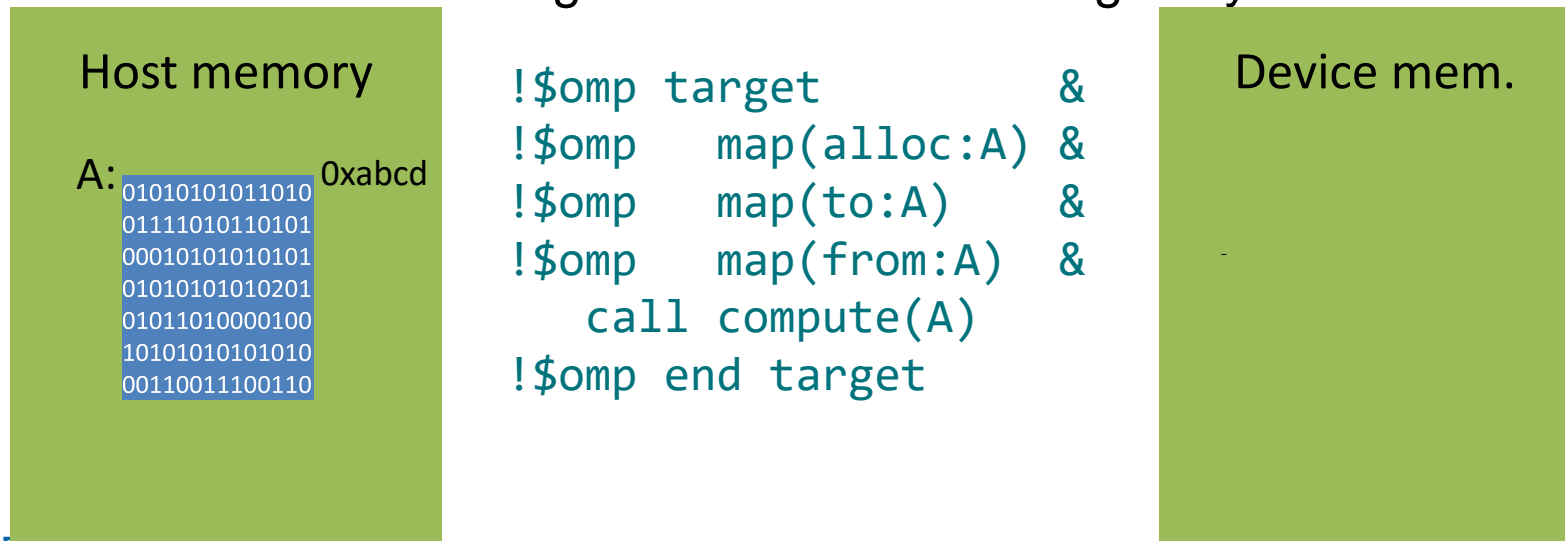 Host memory
A:
0xabcd
01010101011010
01111010110101
00010101010101
01010101010201
01011010000100
10101010101010
00110011100110
!$omp target &
!$omp map(alloc:A) &
!$omp map(to:A) &
!$omp map(from:A) &
call compute(A)
!$omp end target
Device mem.
-